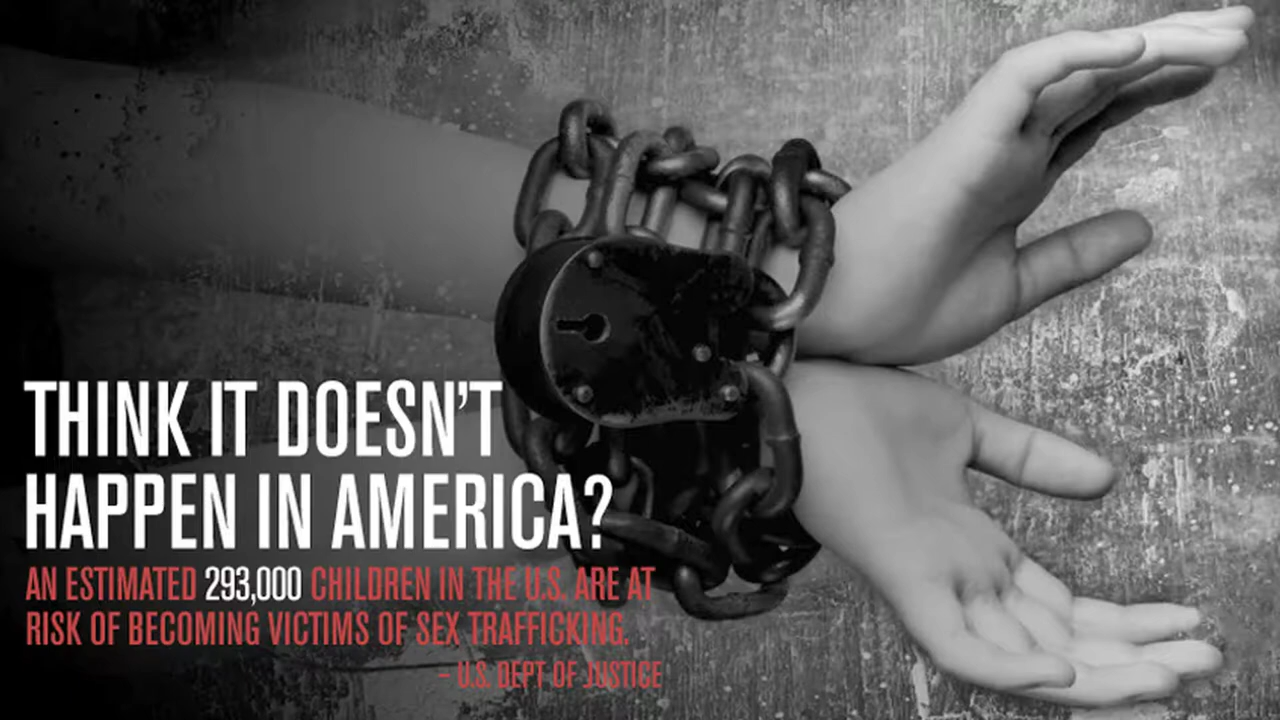 THINK IT DOESN'T
HAPPEN IN AMERICA?
AN ESTIMATED 293,000 CHILDREN IN THE U.S. ARE AT
RISK OF BECOMING VICTIMS OF SEX TRAFFICKING.
– U.S. DEPT OF JUSTICE